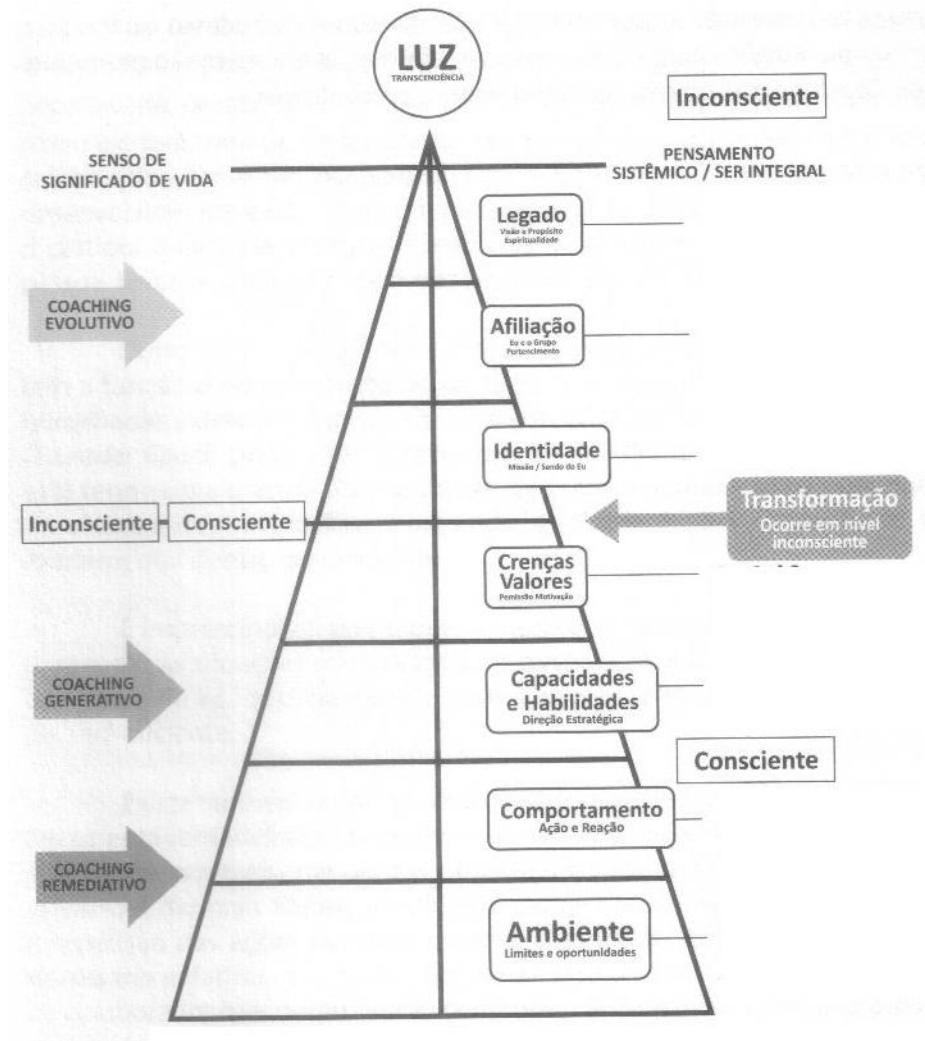 LUZ
TRANSCENDÊNCIA
Inconsciente
SENSO DE
SIGNIFICADO DE VIDA
PENSAMENTO
SISTÊMICO / SER INTEGRAL
Legado
Visão e Propósito
Espiritualidade
COACHING
EVOLUTIVO
Afiliação
Eu e o Grupo
Pertencimento
Identidade
Missão / Sendo do Eu
Transformação
Ocorre em nível
inconsciente
Inconsciente
Consciente
Crenças
Valores
Pemissão Motivação
COACHING
GENERATIVO
Capacidades
e Habilidades
Direção Estratégica
Consciente
Comportamento
Ação e Reação
COACHING
REMEDIATIVO
Ambiente
Limites e oportunidades